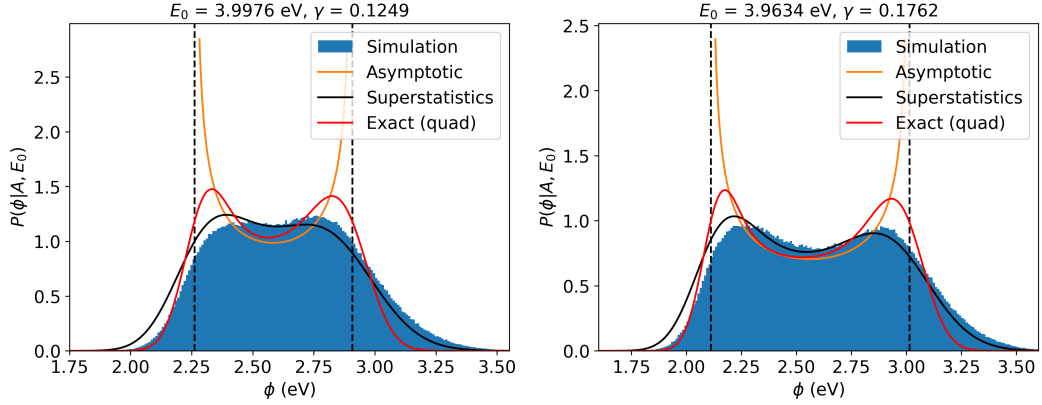 E₀ = 3.9976 eV, γ = 0.1249
P(ϕ|A, E₀)
2.5
2.0
1.5
1.0
0.5
0.0
Simulation
Asymptotic
Superstatistics
Exact (quad)
1.75 2.00 2.25 2.50 2.75 3.00 3.25 3.50
ϕ (eV)
E₀ = 3.9634 eV, γ = 0.1762
P(ϕ|A, E₀)
2.5
2.0
1.5
1.0
0.5
0.0
Simulation
Asymptotic
Superstatistics
Exact (quad)
1.75 2.00 2.25 2.50 2.75 3.00 3.25 3.50
ϕ (eV)